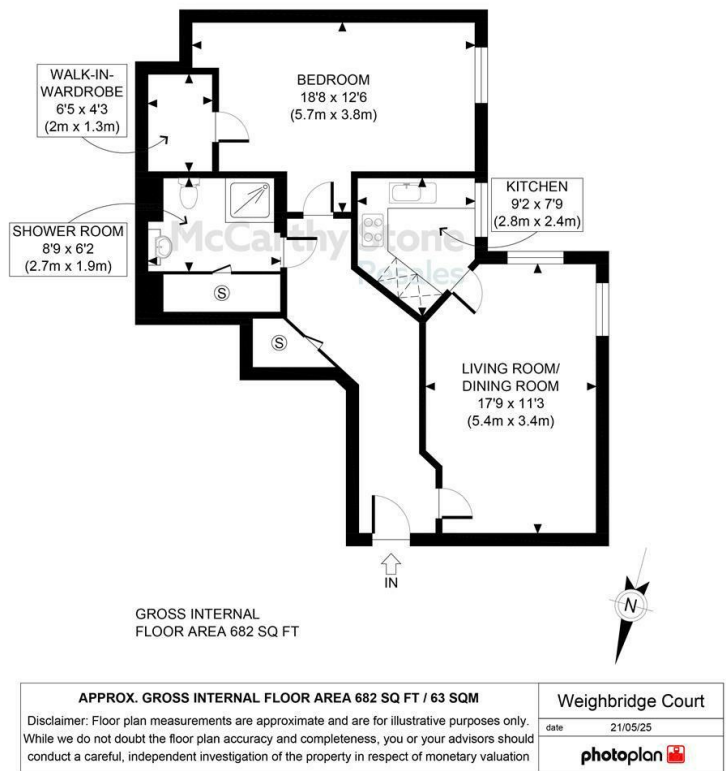 WALK-IN-
WARDROBE
6'5 x 4'3
(2m x 1.3m)
BEDROOM
18'8 x 12'6
(5.7m x 3.8m)
KITCHEN
9'2 x 7'9
(2.8m x 2.4m)
SHOWER ROOM
8'9 x 6'2
(2.7m x 1.9m)
McCarthy Stone
Resales
S
S
LIVING ROOM/
DINING ROOM
17'9 x 11'3
(5.4m x 3.4m)
IN
N
GROSS INTERNAL
FLOOR AREA 682 SQ FT
APPROX. GROSS INTERNAL FLOOR AREA 682 SQ FT / 63 SQM
Disclaimer: Floor plan measurements are approximate and are for illustrative purposes only.
While we do not doubt the floor plan accuracy and completeness, you or your advisors should
conduct a careful, independent investigation of the property in respect of monetary valuation
Weighbridge Court
date 21/05/25
photoplan